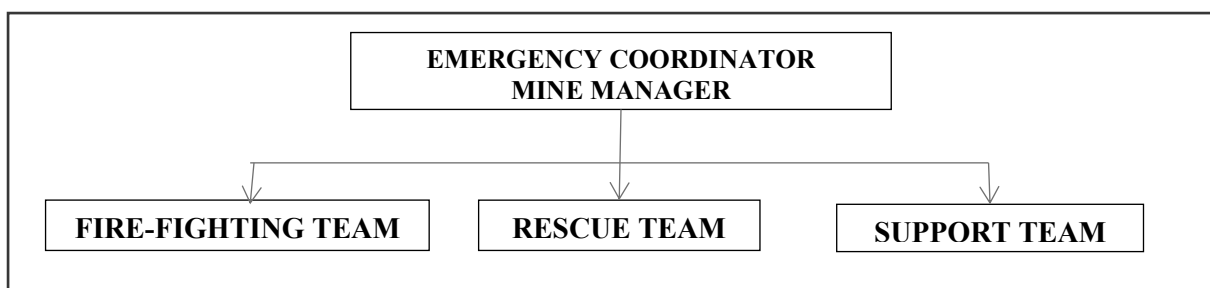 EMERGENCY COORDINATOR
MINE MANAGER
FIRE-FIGHTING TEAM
RESCUE TEAM
SUPPORT TEAM